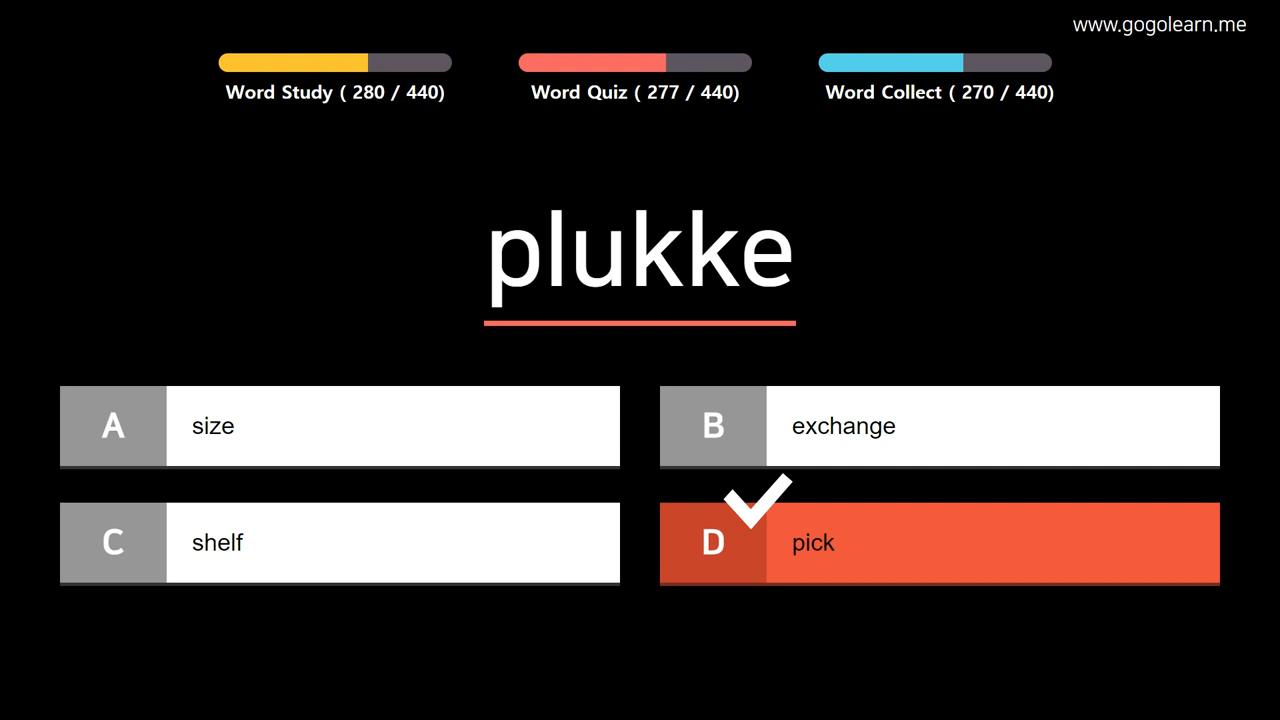 www.gogolearn.me
Word Study ( 280 / 440)
Word Quiz ( 277 / 440)
Word Collect ( 270 / 440)
plukke
A size
B exchange
C shelf
D pick